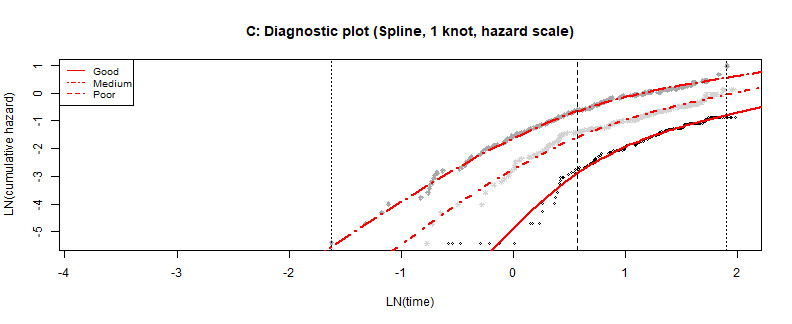 C: Diagnostic plot (Spline, 1 knot, hazard scale)
LN(cumulative hazard)
1
0
-1
-2
-3
-4
-5
Good
Medium
Poor
-4 -3 -2 -1 0 1 2
LN(time)